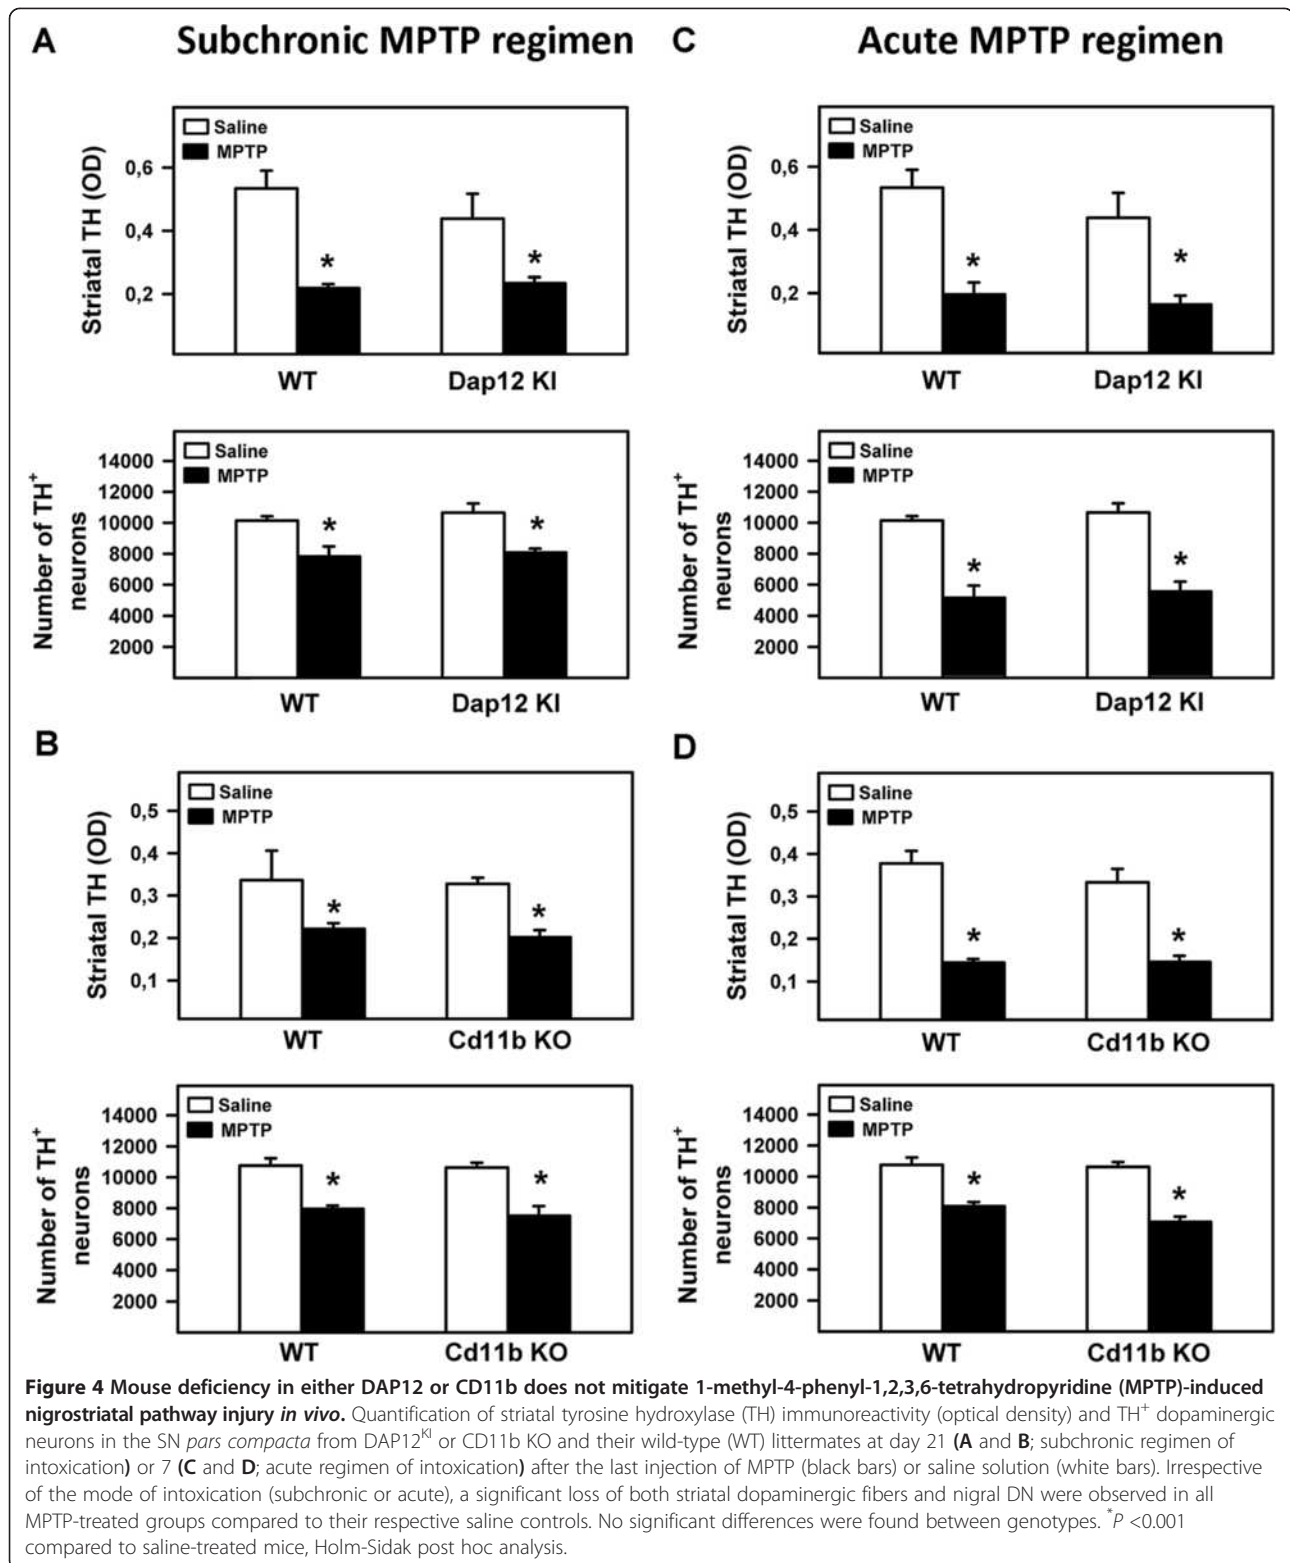 A Subchronic MPTP regimen
C Acute MPTP regimen
Saline
MPTP
Striatal TH (OD)
0,6
0,4
0,2
WT Dap12 KI
Saline
MPTP
Striatal TH (OD)
0,6
0,4
0,2
WT Dap12 KI
Saline
MPTP
Number of TH+
neurons
14000
12000
10000
8000
6000
4000
2000
* *
WT Dap12 KI
Saline
MPTP
Number of TH+
neurons
14000
12000
10000
8000
6000
4000
2000
* *
WT Dap12 KI
B
Saline
MPTP
Striatal TH (OD)
0,5
0,4
0,3
0,2
0,1
* *
WT Cd11b KO
D
Saline
MPTP
Striatal TH (OD)
0,5
0,4
0,3
0,2
0,1
* *
WT Cd11b KO
Saline
MPTP
Number of TH+
neurons
14000
12000
10000
8000
6000
4000
2000
* *
WT Cd11b KO
Saline
MPTP
Number of TH+
neurons
14000
12000
10000
8000
6000
4000
2000
* *
WT Cd11b KO
Figure 4 Mouse deficiency in either DAP12 or CD11b does not mitigate 1-methyl-4-phenyl-1,2,3,6-tetrahydropyridine (MPTP)-induced
nigrostriatal pathway injury in vivo. Quantification of striatal tyrosine hydroxylase (TH) immunoreactivity (optical density) and TH+ dopaminergic
neurons in the SN pars compacta from DAP12KI or CD11b KO and their wild-type (WT) littermates at day 21 (A and B; subchronic regimen of
intoxication) or 7 (C and D; acute regimen of intoxication) after the last injection of MPTP (black bars) or saline solution (white bars). Irrespective
of the mode of intoxication (subchronic or acute), a significant loss of both striatal dopaminergic fibers and nigral DN were observed in all
MPTP-treated groups compared to their respective saline controls. No significant differences were found between genotypes. *P <0.001
compared to saline-treated mice, Holm-Sidak post hoc analysis.